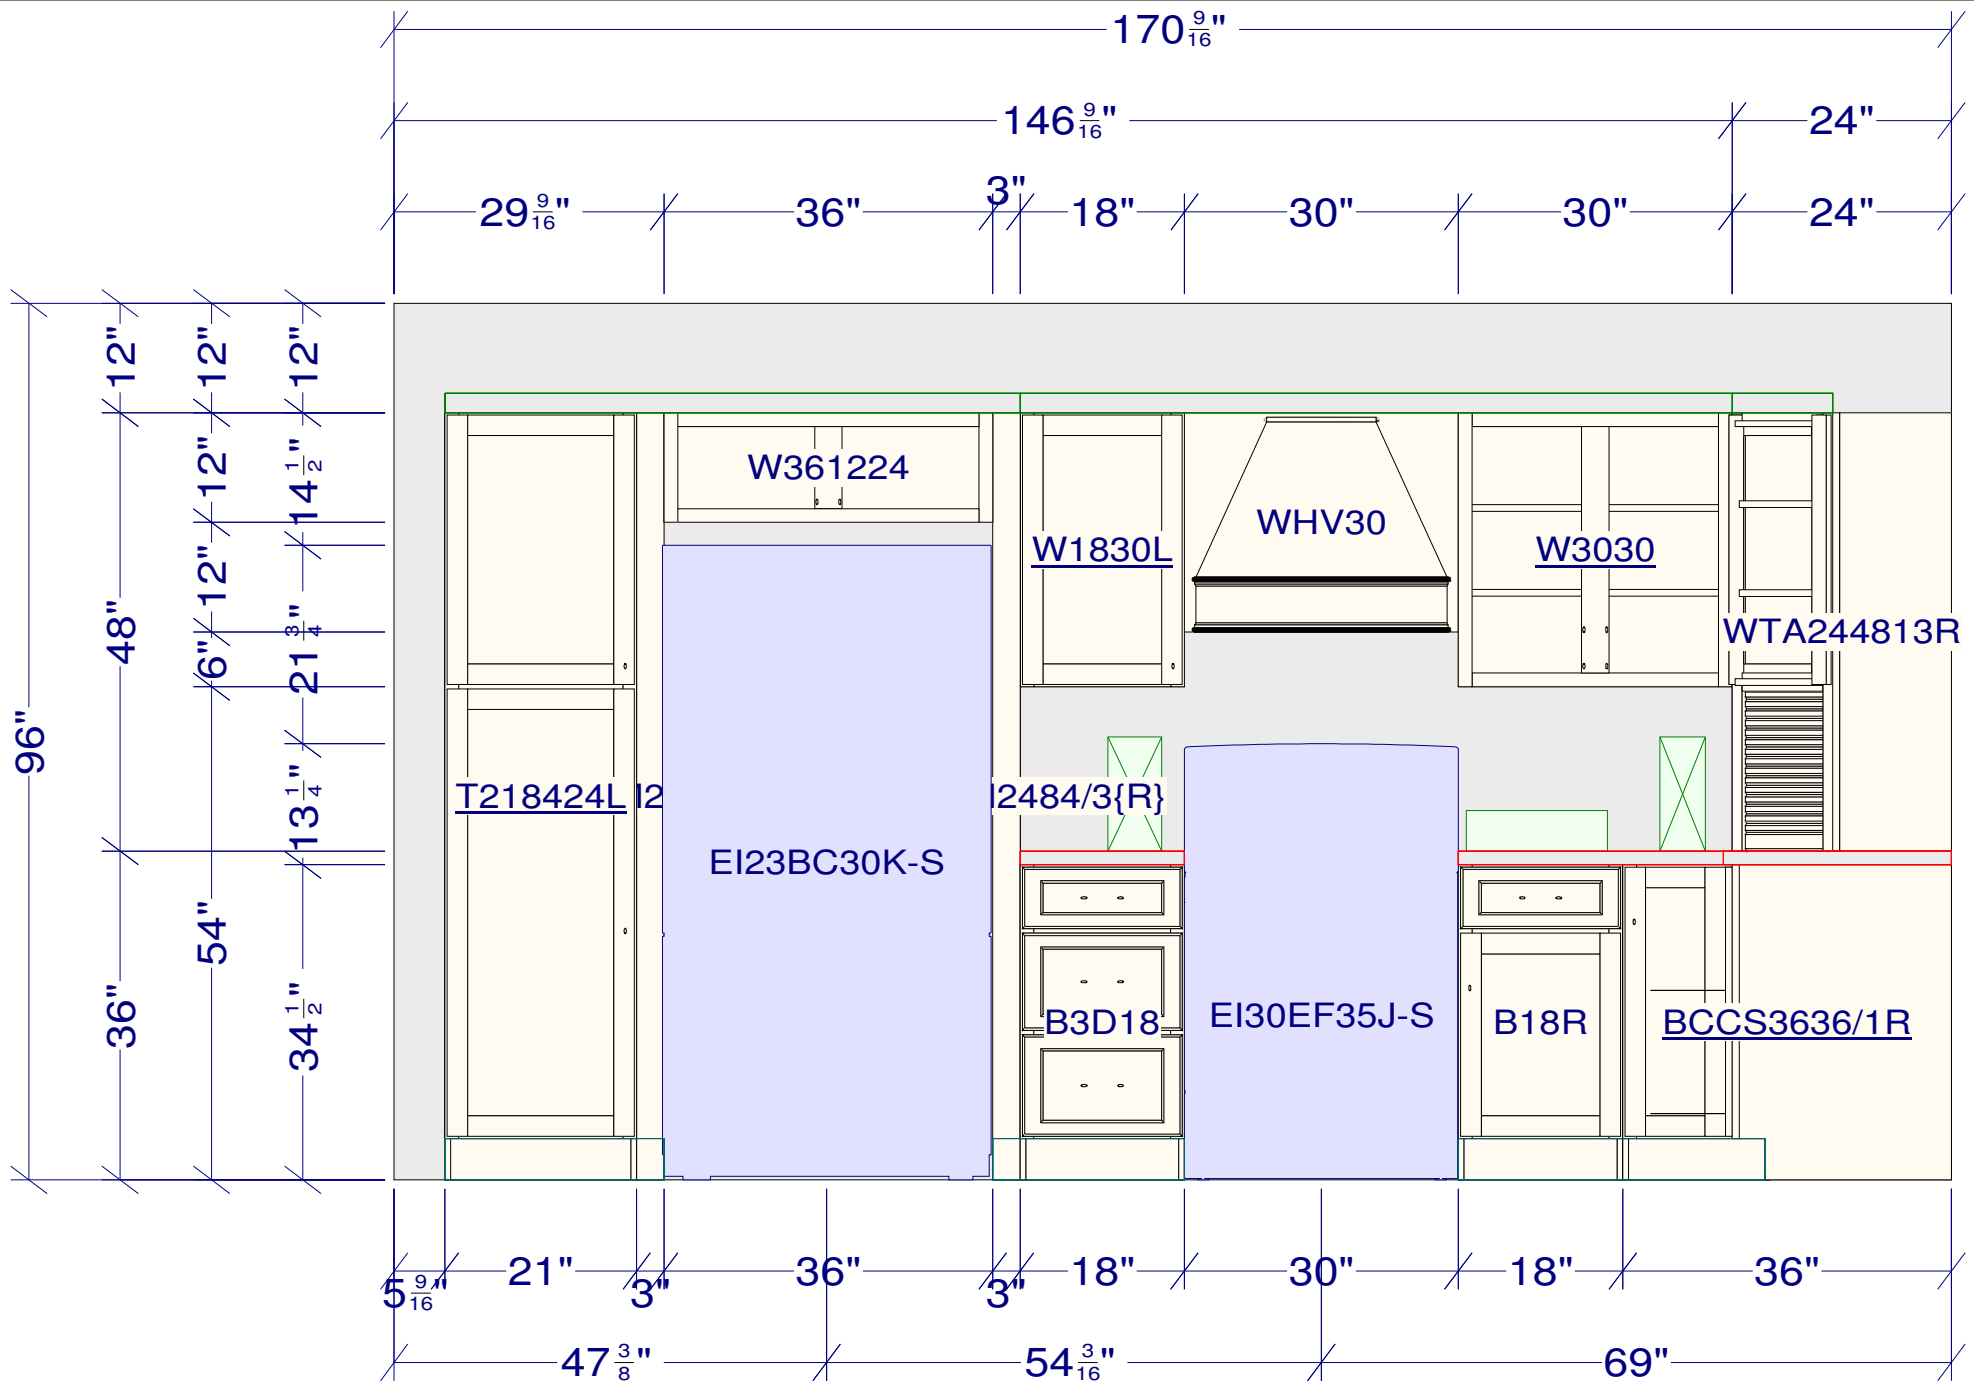 170 9/16"
146 9/16" 24"
3"
29 9/16" 36" 18" 30" 30" 24"
12" 12" 12"
12" 14 1/2"
W361224
WHV30
W1830L W3030
12"
48" 6" 21 3/4"
WTA244813R
96"
T218424L I2 I2484/3{R}
13 1/4"
EI23BC30K-S
54"
36" 34 1/2"
B3D18 EI30EF35J-S B18R BCCS3636/1R
21" 36" 18" 30" 18" 36"
5 9/16" 3" 3"
47 3/8" 54 3/16" 69"